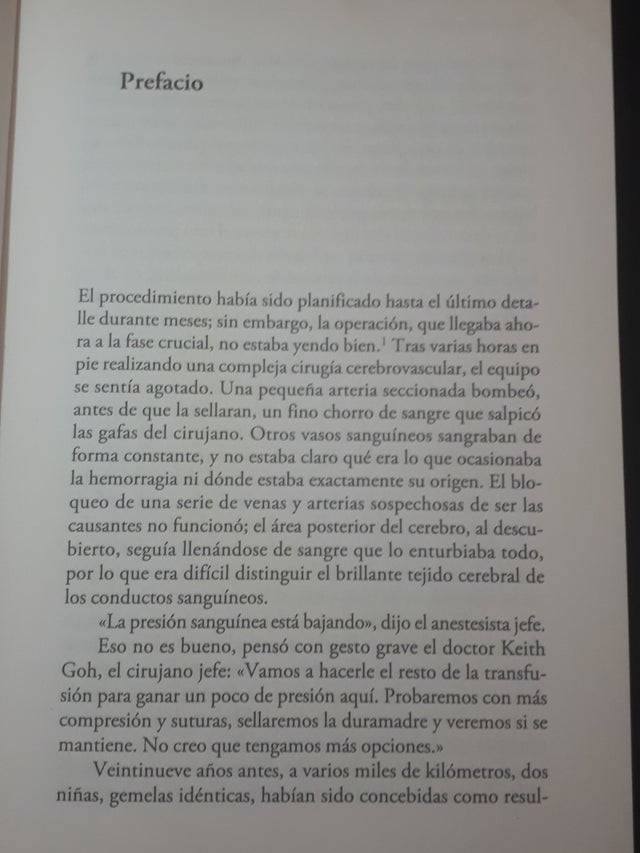 Prefacio
El procedimiento había sido planificado hasta el último deta-
lle durante meses; sin embargo, la operación, que llegaba aho-
ra a la fase crucial, no estaba yendo bien.¹ Tras varias horas en
pie realizando una compleja cirugía cerebrovascular, el equipo
se sentía agotado. Una pequeña arteria seccionada bombeó,
antes de que la sellaran, un fino chorro de sangre que salpicó
las gafas del cirujano. Otros vasos sanguíneos sangraban de
forma constante, y no estaba claro qué era lo que ocasionaba
la hemorragia ni dónde estaba exactamente su origen. El blo-
queo de una serie de venas y arterias sospechosas de ser las
causantes no funcionó; el área posterior del cerebro, al descu-
bierto, seguía llenándose de sangre que lo enturbiaba todo,
por lo que era difícil distinguir el brillante tejido cerebral de
los conductos sanguíneos.
«La presión sanguínea está bajando», dijo el anestesista jefe.
Eso no es bueno, pensó con gesto grave el doctor Keith
Goh, el cirujano jefe: «Vamos a hacerle el resto de la transfu-
sión para ganar un poco de presión aquí. Probaremos con más
compresión y suturas, sellaremos la duramadre y veremos si se
mantiene. No creo que tengamos más opciones.»
Veintinueve años antes, a varios miles de kilómetros, dos
niñas, gemelas idénticas, habían sido concebidas como resul-